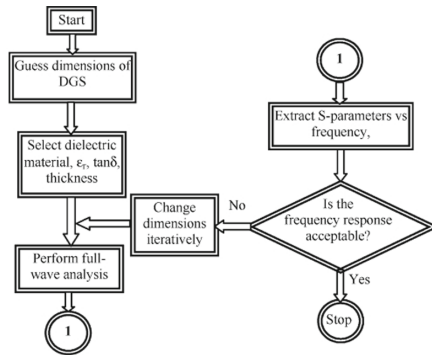 Start
Guess dimensions of
DGS
Select dielectric
material, εr, tanδ,
thickness
Perform full-
wave analysis
1
Change
dimensions
iteratively
1
Extract S-parameters vs
frequency,
Is the
frequency response
acceptable?
No
Yes
Stop